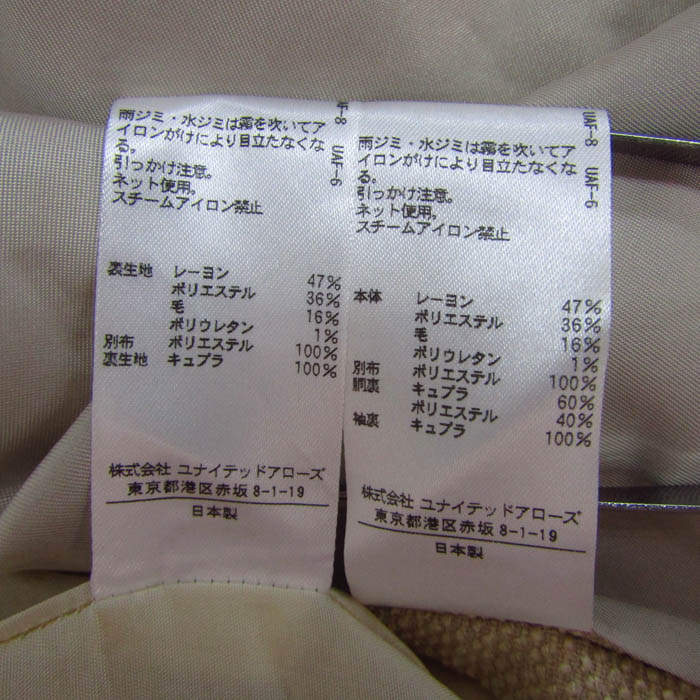 雨ジミ・水ジミは霧を吹いてア
イロンがけにより目立たなくな
る。
引っかけ注意。
ネット使用。
スチームアイロン禁止
UAF-6
表生地 レーヨン 47%
ポリエステル 36%
毛 16%
ポリウレタン 1%
別布 ポリエステル 100%
裏生地 キュプラ 100%
株式会社 ユナイテッドアローズ
東京都港区赤坂8-1-19
日本製
雨ジミ・水ジミは霧を吹いてア
イロンがけにより目立たなくな
る。
引っかけ注意。
ネット使用。
スチームアイロン禁止
UAF-8 UAF-6
本体 レーヨン 47%
ポリエステル 36%
毛 16%
ポリウレタン 1%
別布 ポリエステル 100%
胴裏 キュプラ 60%
ポリエステル 40%
袖裏 キュプラ 100%
株式会社 ユナイテッドアローズ
東京都港区赤坂8-1-19
日本製